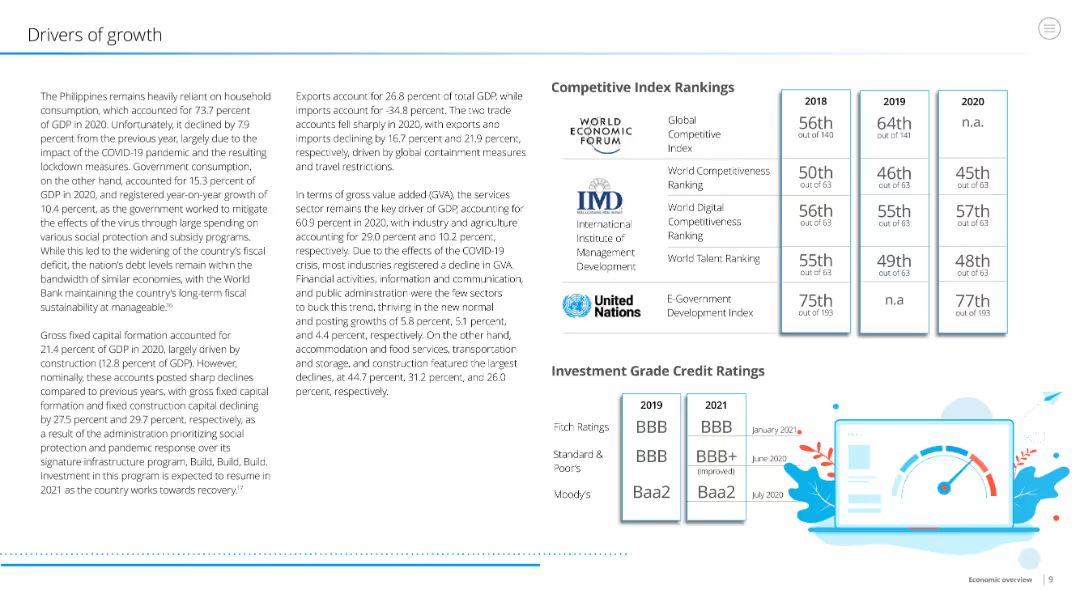 Drivers of growth
The Philippines remains heavily reliant on household
consumption, which accounted for 73.7 percent
of GDP in 2020. Unfortunately, it declined by 7.9
percent from the previous year, largely due to the
impact of the COVID-19 pandemic and the resulting
lockdown measures. Government consumption,
on the other hand, accounted for 15.3 percent of
GDP in 2020, and registered year-on-year growth of
10.4 percent, as the government worked to mitigate
the effects of the virus through large spending on
various social protection and subsidy programs.
While this led to the widening of the country's fiscal
deficit, the nation's debt levels remain within the
bandwidth of similar economies, with the World
Bank maintaining the country's long-term fiscal
sustainability at manageable.16
Gross fixed capital formation accounted for
21.4 percent of GDP in 2020, largely driven by
construction (12.8 percent of GDP). However,
nominally, these accounts posted sharp declines
compared to previous years, with gross fixed capital
formation and fixed construction capital declining
by 27.5 percent and 29.7 percent, respectively, as
a result of the administration prioritizing social
protection and pandemic response over its
signature infrastructure program, Build, Build, Build.
Investment in this program is expected to resume in
2021 as the country works towards recovery.17
Exports account for 26.8 percent of total GDP, while
imports account for -34.8 percent. The two trade
accounts fell sharply in 2020, with exports and
imports declining by 16.7 percent and 21.9 percent,
respectively, driven by global containment measures
and travel restrictions.
In terms of gross value added (GVA), the services
sector remains the key driver of GDP, accounting for
60.9 percent in 2020, with industry and agriculture
accounting for 29.0 percent and 10.2 percent,
respectively. Due to the effects of the COVID-19
crisis, most industries registered a decline in GVA.
Financial activities, information and communication,
and public administration were the few sectors
to buck this trend, thriving in the new normal
and posting growths of 5.8 percent, 5.1 percent,
and 4.4 percent, respectively. On the other hand,
accommodation and food services, transportation
and storage, and construction featured the largest
declines, at 44.7 percent, 31.2 percent, and 26.0
percent, respectively.
Competitive Index Rankings
2018 2019 2020
WORLD
ECONOMIC
FORUM
Global
Competitive
Index
56th 64th n.a.
out of 140 out of 141
IMD
International
Institute of
Management
Development
World Competitiveness
Ranking
50th 46th 45th
out of 63 out of 63 out of 63
World Digital
Competitiveness
Ranking
56th 55th 57th
out of 63 out of 63 out of 63
World Talent Ranking
55th 49th 48th
out of 63 out of 63 out of 63
United
Nations
E-Government
Development Index
75th n.a 77th
out of 193 out of 193
Investment Grade Credit Ratings
2019 2021
Fitch Ratings BBB BBB January 2021
Standard &
Poor's
BBB BBB+ June 2020
(improved)
Moody's Baa2 Baa2 July 2020
Economic overview 9